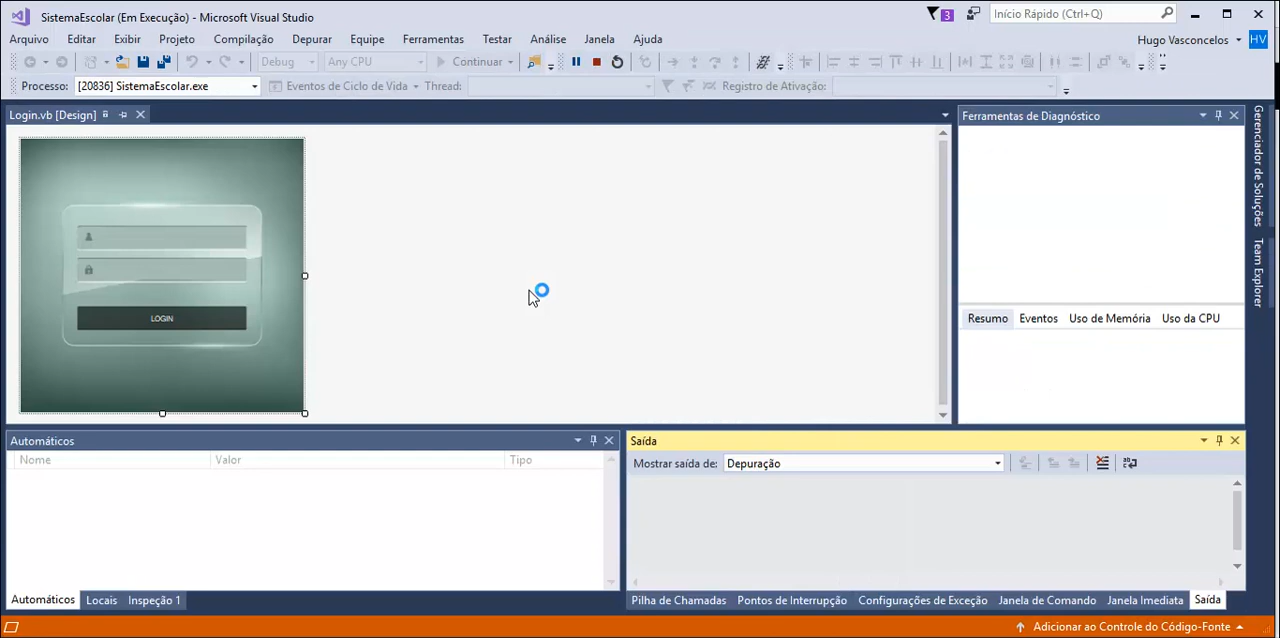 SistemaEscolar (Em Execução) - Microsoft Visual Studio
3
Início Rápido (Ctrl+Q)
Arquivo Editar Exibir Projeto Compilação Depurar Equipe Ferramentas Testar Análise Janela Ajuda
Hugo Vasconcelos HV
Debug Any CPU Continuar
Processo: [20836] SistemaEscolar.exe Eventos de Ciclo de Vida Thread: Registro de Ativação:
Login.vb [Design]
LOGIN
Ferramentas de Diagnóstico
Resumo Eventos Uso de Memória Uso da CPU
Gerenciador de Soluções
Team Explorer
Automáticos
Nome Valor Tipo
Automáticos Locais Inspeção 1
Saída
Mostrar saída de: Depuração
Pilha de Chamadas Pontos de Interrupção Configurações de Exceção Janela de Comando Janela Imediata Saída
Adicionar ao Controle do Código-Fonte